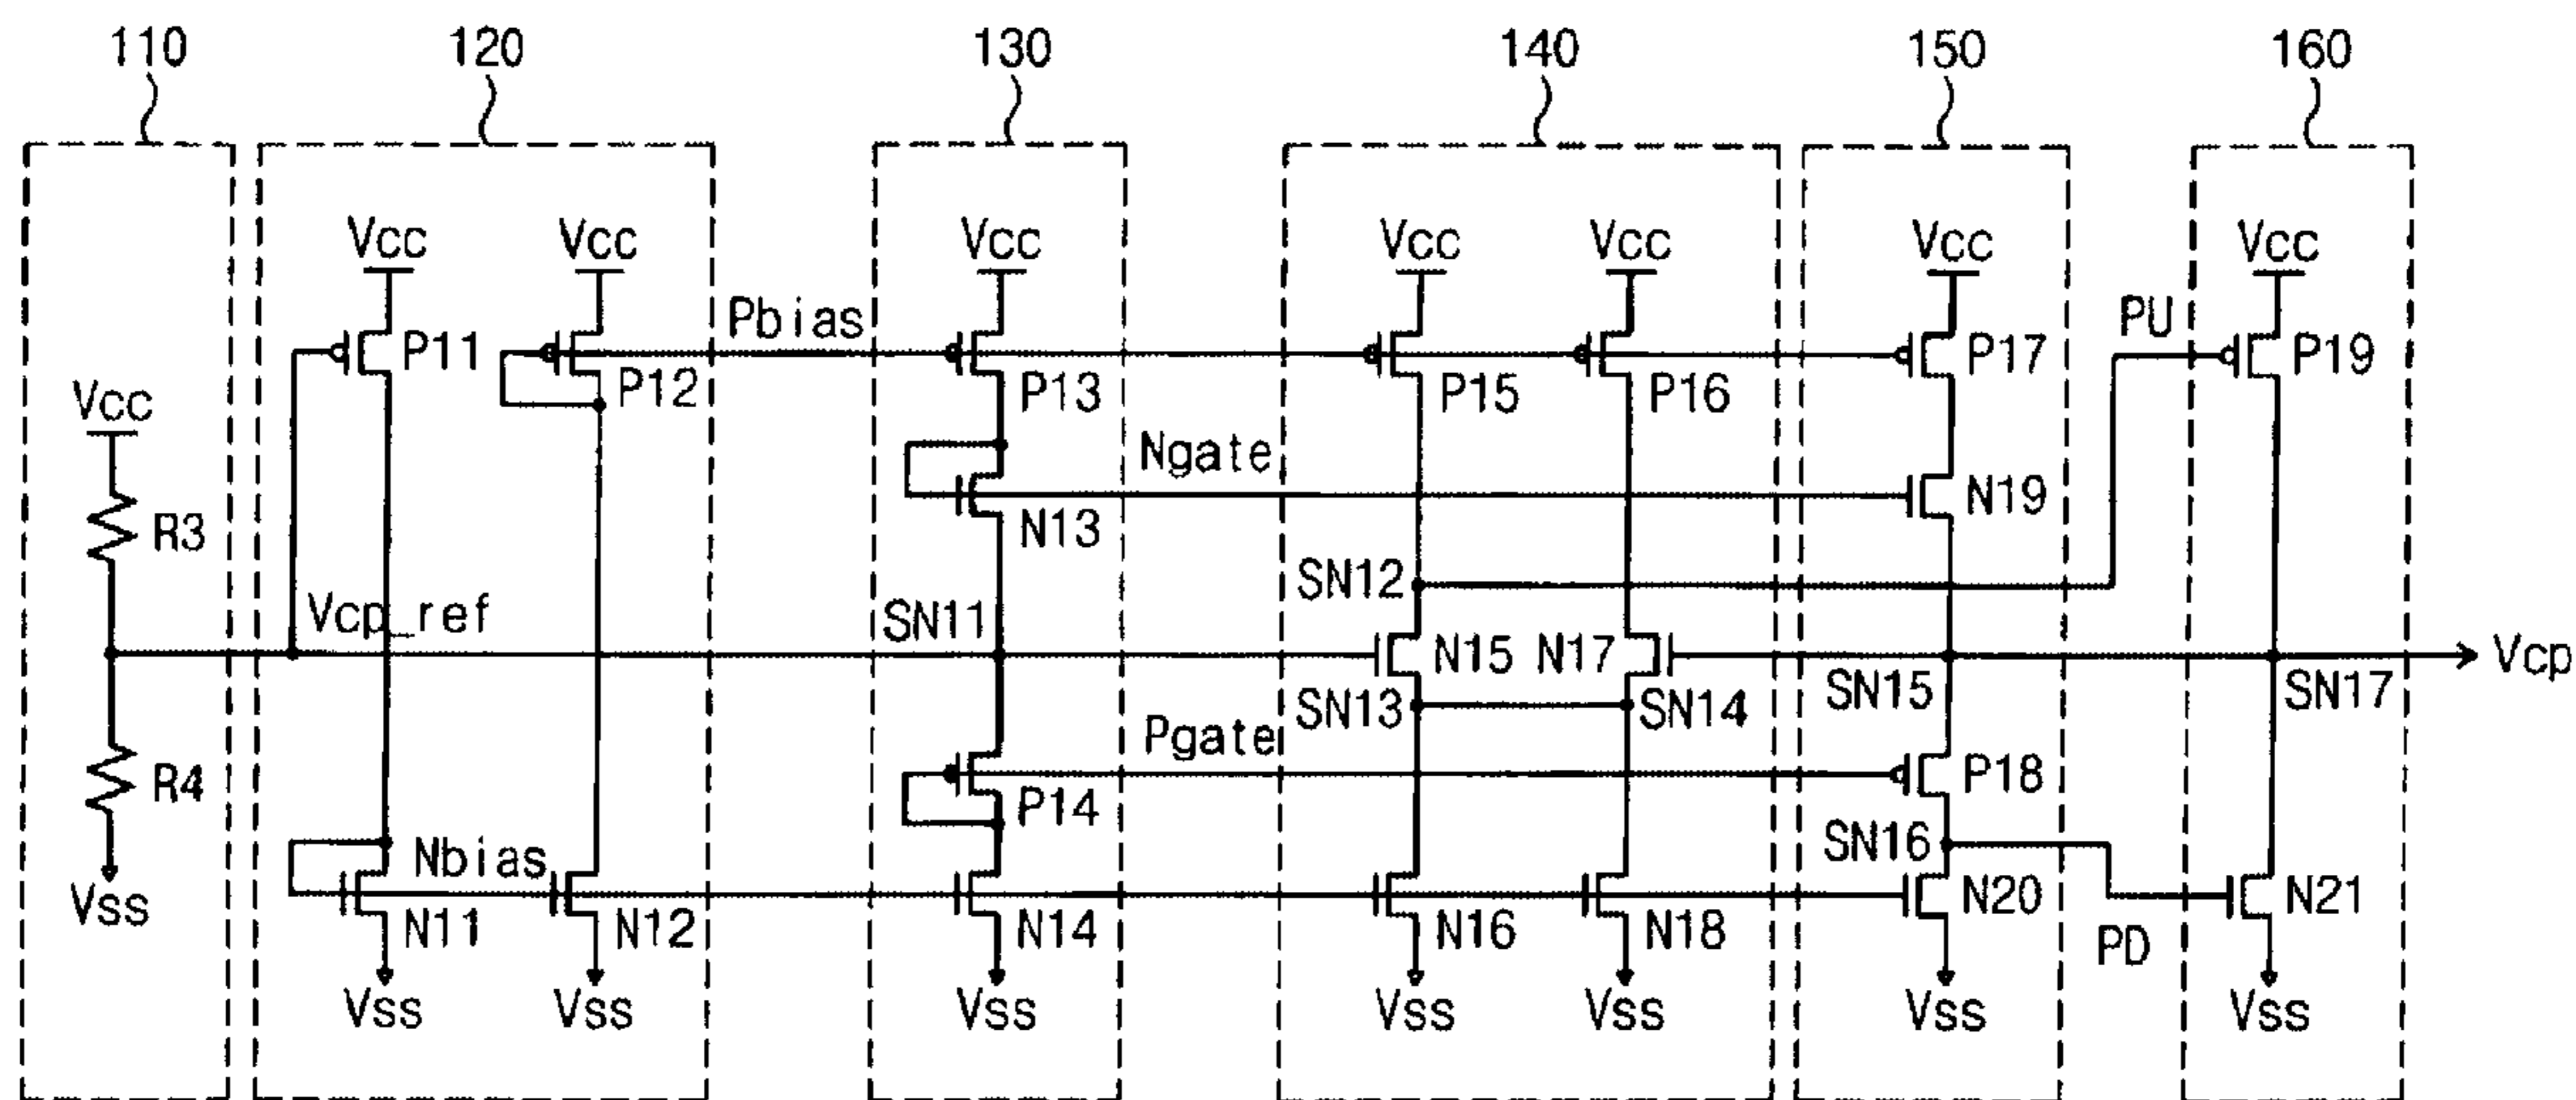 110
120
130
140
150
160
Vcc
Vcc
Vcc
Vcc
Vcc
Vcc
Vcc
Pbias
PU
P11
P12
P13
P15
P16
P17
P19
Vcc
Ngate
R3
N13
N19
SN12
Vcp_ref
SN11
N15
N17
Vcp
SN13
SN14
SN15
SN17
Pgate
R4
P14
P18
SN16
Nbias
Vss
N11
N12
N14
N16
N18
N20
N21
PD
Vss
Vss
Vss
Vss
Vss
Vss
Vss